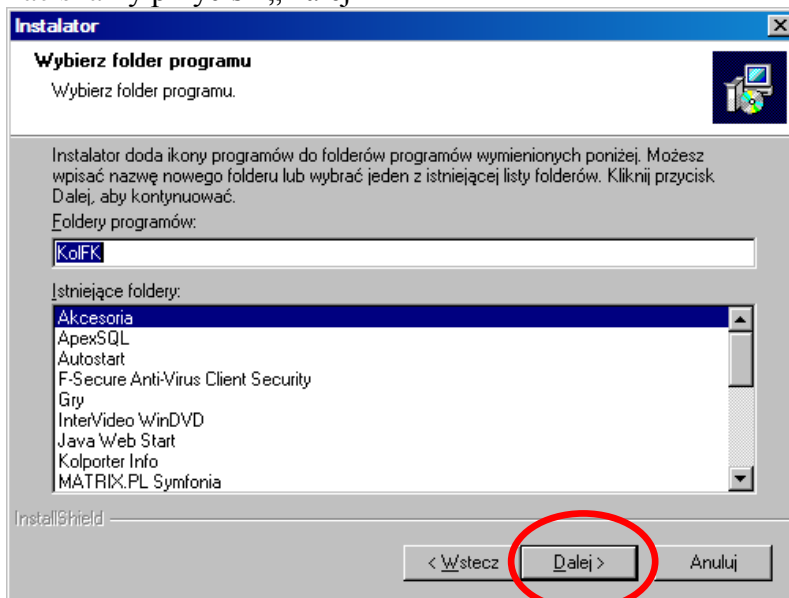 Instalator
Wybierz folder programu
Wybierz folder programu.
Instalator doda ikony programów do folderów programów wymienionych poniżej. Możesz
wpisać nazwę nowego folderu lub wybrać jeden z istniejącej listy folderów. Kliknij przycisk
Dalej, aby kontynuować.
Foldery programów:
KolFK
Istniejące foldery:
Akcesoria
ApexSQL
Autostart
F-Secure Anti-Virus Client Security
Gry
InterVideo WinDVD
Java Web Start
Kolporter Info
MATRIX.PL Symfonia
InstallShield
< Wstecz
Dalej >
Anuluj